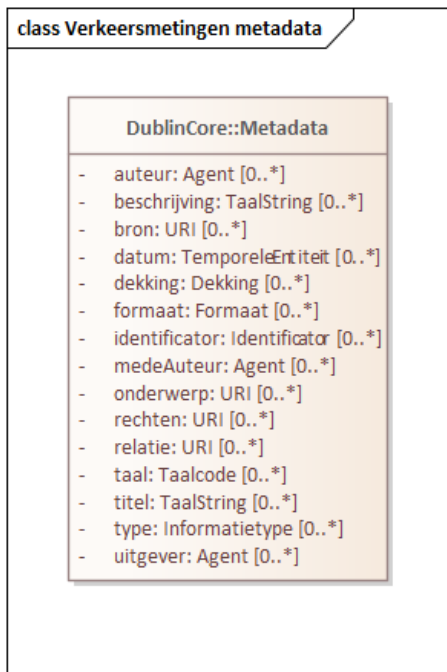 class Verkeersmetingen metadata
DublinCore::Metadata
- auteur: Agent [0..*]
- beschrijving: TaalString [0..*]
- bron: URI [0..*]
- datum: TemporeleEntiteit [0..*]
- dekking: Dekking [0..*]
- formaat: Formaat [0..*]
- identificator: Identificator [0..*]
- medeAuteur: Agent [0..*]
- onderwerp: URI [0..*]
- rechten: URI [0..*]
- relatie: URI [0..*]
- taal: Taalcode [0..*]
- titel: TaalString [0..*]
- type: Informatietype [0..*]
- uitgever: Agent [0..*]